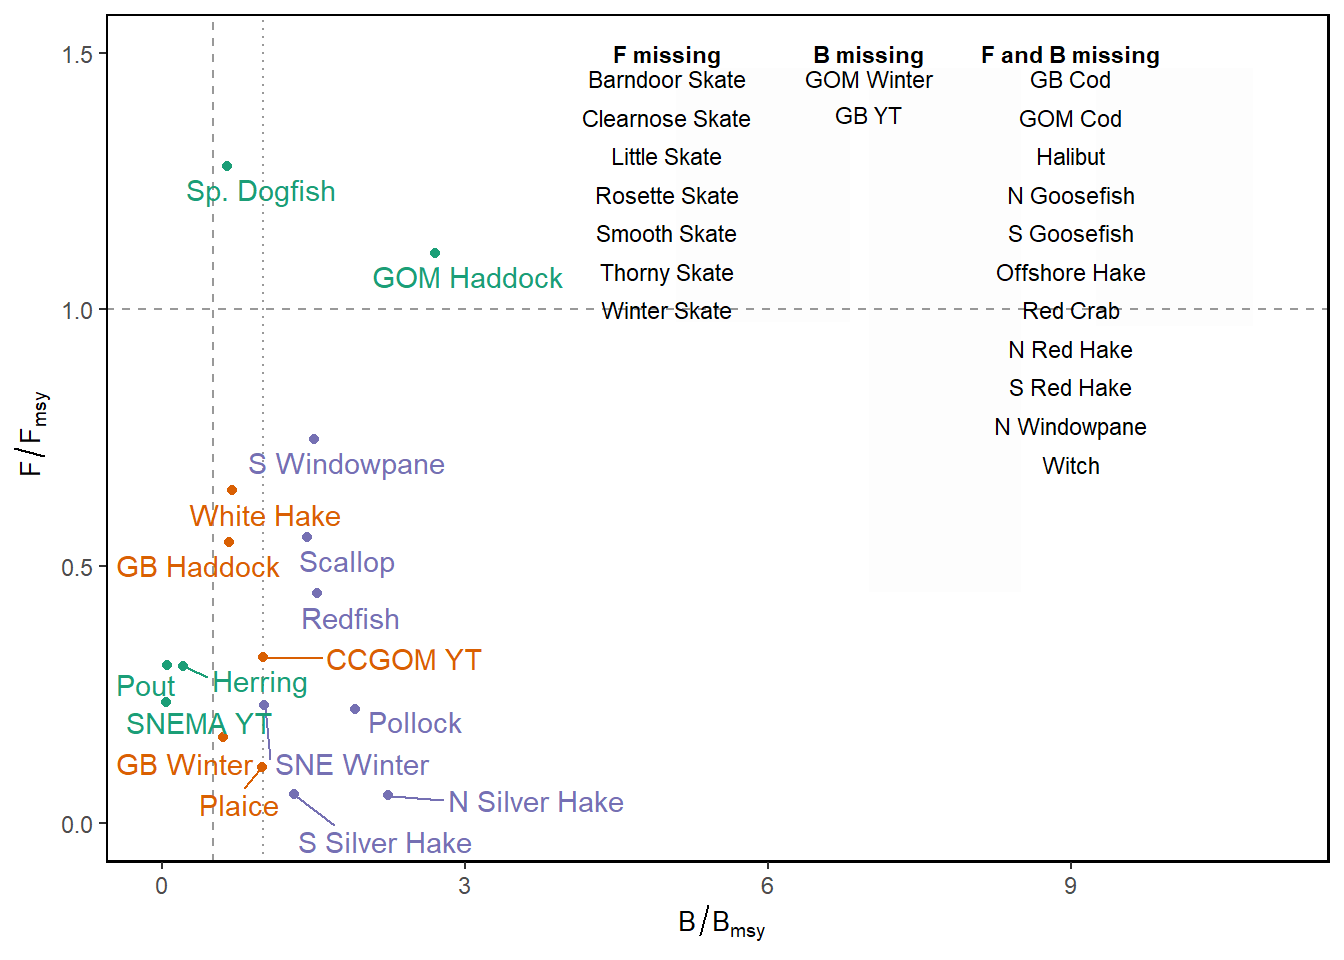 F missing
B missing
F and B missing
Barndoor Skate
GOM Winter
GB Cod
Clearnose Skate
GB YT
GOM Cod
Little Skate
Halibut
Rosette Skate
N Goosefish
Smooth Skate
S Goosefish
Thorny Skate
Offshore Hake
Winter Skate
Red Crab
N Red Hake
S Red Hake
N Windowpane
Witch
Sp. Dogfish
GOM Haddock
S Windowpane
White Hake
Scallop
GB Haddock
Redfish
CCGOM YT
Pout
Herring
SNEMA YT
Pollock
GB Winter
SNE Winter
Plaice
N Silver Hake
S Silver Hake
1.5
1.0
0.5
0.0
F/Fmsy
0
3
6
9
B/Bmsy